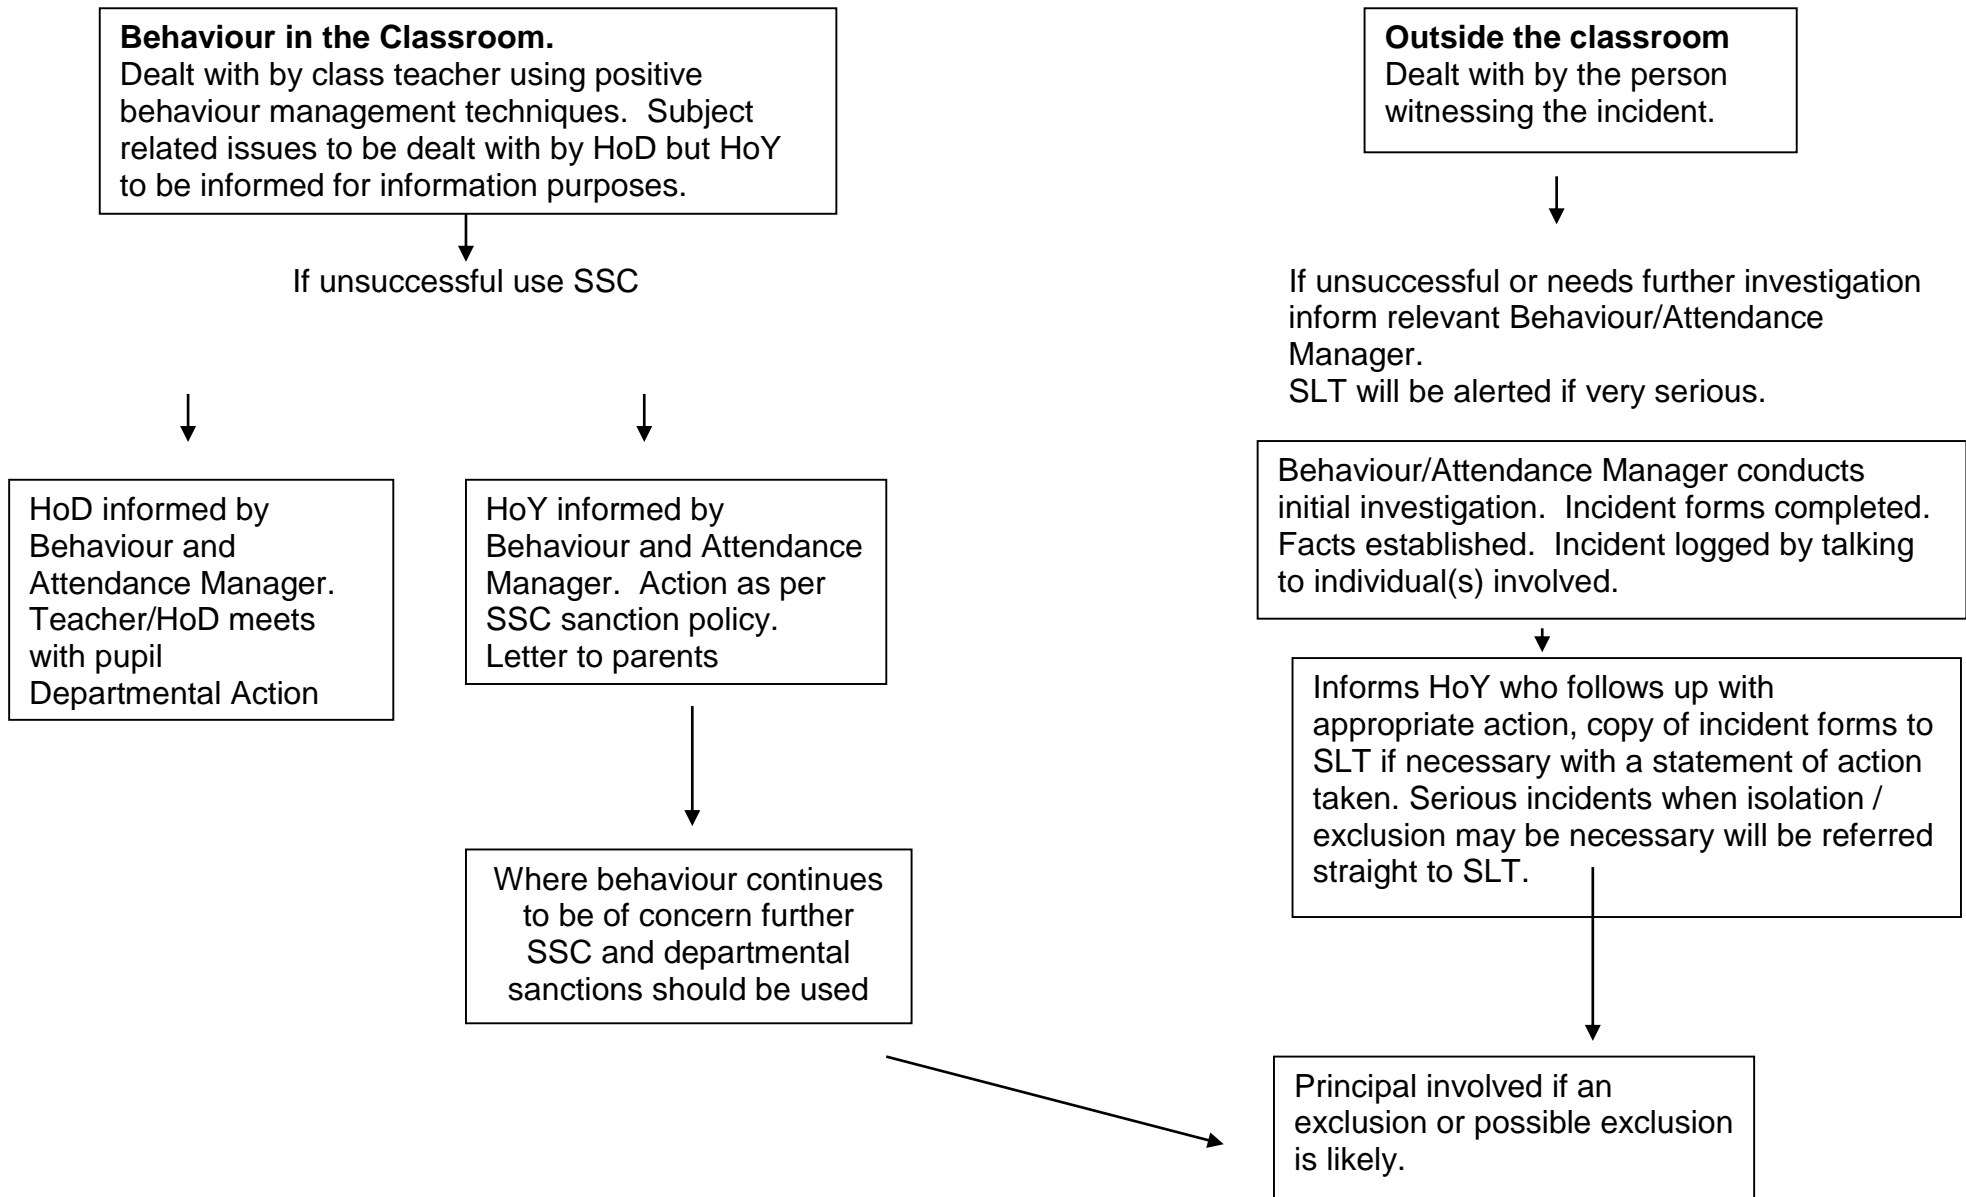 Behaviour in the Classroom.
Dealt with by class teacher using positive
behaviour management techniques.  Subject
related issues to be dealt with by HoD but HoY
to be informed for information purposes.
If unsuccessful use SSC
HoD informed by
Behaviour and
Attendance Manager.
Teacher/HoD meets
with pupil
Departmental Action
HoY informed by
Behaviour and Attendance
Manager.  Action as per
SSC sanction policy.
Letter to parents
Where behaviour continues
to be of concern further
SSC and departmental
sanctions should be used
Outside the classroom
Dealt with by the person
witnessing the incident.
If unsuccessful or needs further investigation
inform relevant Behaviour/Attendance
Manager.
SLT will be alerted if very serious.
Behaviour/Attendance Manager conducts
initial investigation.  Incident forms completed.
Facts established.  Incident logged by talking
to individual(s) involved.
Informs HoY who follows up with
appropriate action, copy of incident forms to
SLT if necessary with a statement of action
taken. Serious incidents when isolation /
exclusion may be necessary will be referred
straight to SLT.
Principal involved if an
exclusion or possible exclusion
is likely.